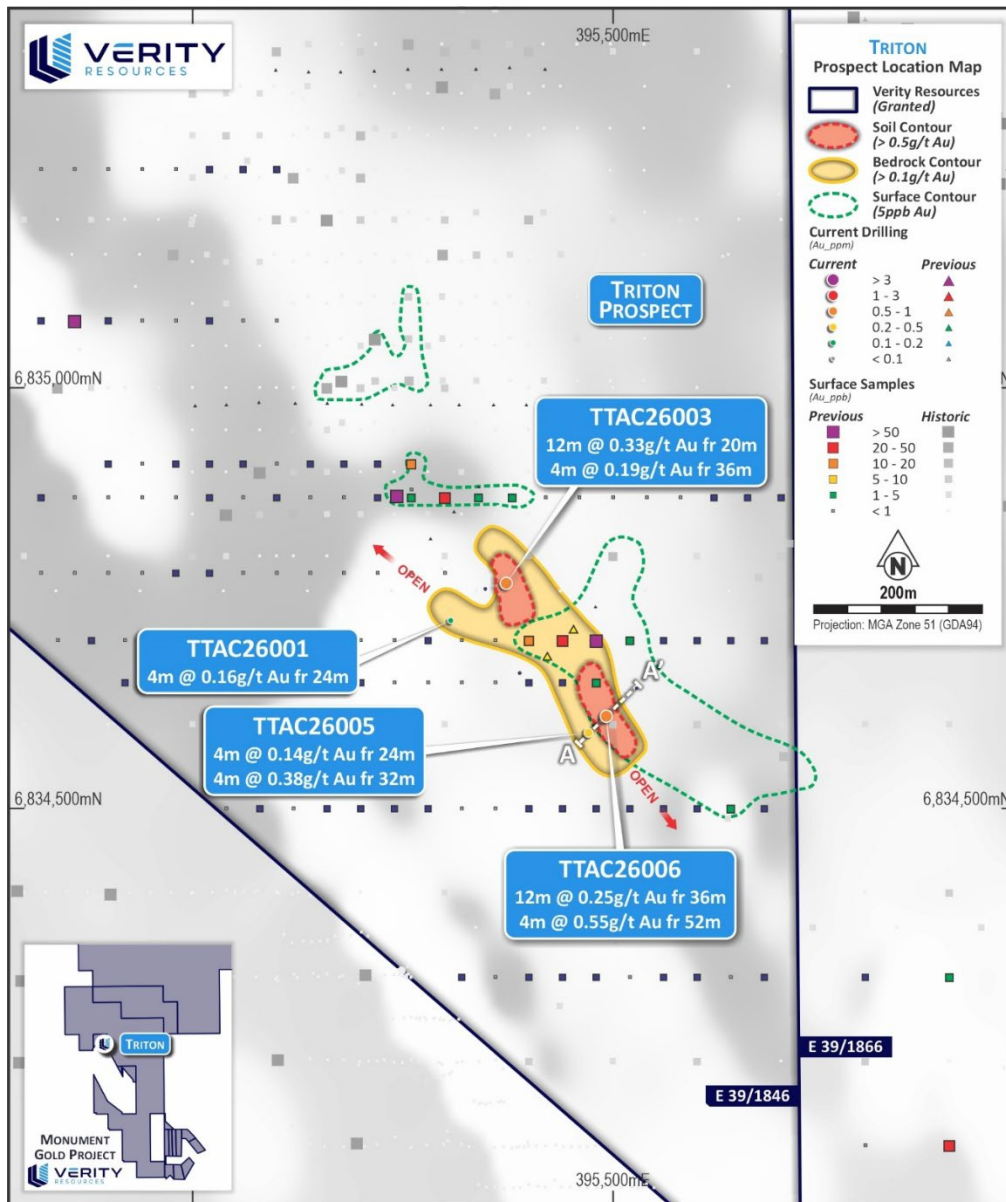 VERITY
RESOURCES
395,500mE
TRITON
Prospect Location Map
Verity Resources
(Granted)
Soil Contour
(> 0.5g/t Au)
Bedrock Contour
(> 0.1g/t Au)
Surface Contour
(5ppb Au)
Current Drilling
(Au_ppm)
Current Previous
> 3
1 - 3
0.5 - 1
0.2 - 0.5
0.1 - 0.2
< 0.1
Surface Samples
(Au_ppb)
Previous Historic
> 50
20 - 50
10 - 20
5 - 10
1 - 5
< 1
N
200m
Projection: MGA Zone 51 (GDA94)
TRITON
PROSPECT
6,835,000mN
N
TTAC26003
12m @ 0.33g/t Au fr 20m
4m @ 0.19g/t Au fr 36m
OPEN
TTAC26001
4m @ 0.16g/t Au fr 24m
A'
TTAC26005
4m @ 0.14g/t Au fr 24m
4m @ 0.38g/t Au fr 32m
A
OPEN
6,834,500mN
6,834,500mN
TTAC26006
12m @ 0.25g/t Au fr 36m
4m @ 0.55g/t Au fr 52m
TRITON
MONUMENT
GOLD PROJECT
VERITY
RESOURCES
E 39/1866
E 39/1846
395,500mE